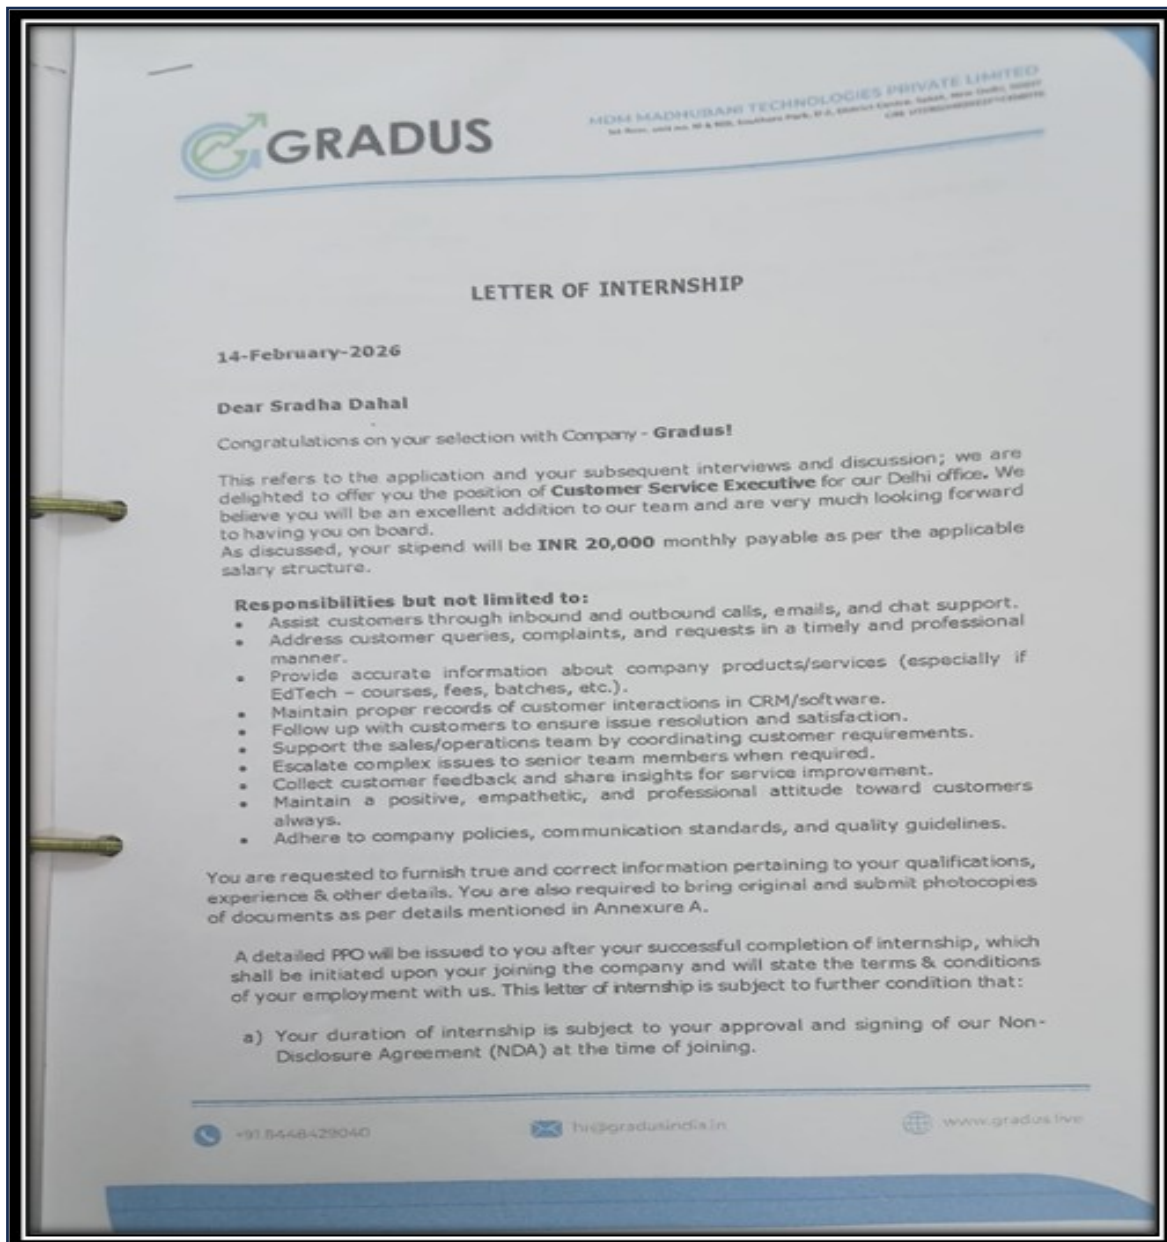 GRADUS
MDM MADHUBANI TECHNOLOGIES PRIVATE LIMITED
LETTER OF INTERNSHIP
14-February-2026
Dear Sradha Dahal
Congratulations on your selection with Company - Gradus!
This refers to the application and your subsequent interviews and discussion; we are
delighted to offer you the position of Customer Service Executive for our Delhi office. We
believe you will be an excellent addition to our team and are very much looking forward
to having you on board.
As discussed, your stipend will be INR 20,000 monthly payable as per the applicable
salary structure.
Responsibilities but not limited to:
• Assist customers through inbound and outbound calls, emails, and chat support.
• Address customer queries, complaints, and requests in a timely and professional
manner.
• Provide accurate information about company products/services (especially if
EdTech – courses, fees, batches, etc.).
• Maintain proper records of customer interactions in CRM/software.
• Follow up with customers to ensure issue resolution and satisfaction.
• Support the sales/operations team by coordinating customer requirements.
• Escalate complex issues to senior team members when required.
• Collect customer feedback and share insights for service improvement.
• Maintain a positive, empathetic, and professional attitude toward customers
always.
• Adhere to company policies, communication standards, and quality guidelines.
You are requested to furnish true and correct information pertaining to your qualifications,
experience & other details. You are also required to bring original and submit photocopies
of documents as per details mentioned in Annexure A.
A detailed PPO will be issued to you after your successful completion of internship, which
shall be initiated upon your joining the company and will state the terms & conditions
of your employment with us. This letter of internship is subject to further condition that:
a) Your duration of internship is subject to your approval and signing of our Non-
Disclosure Agreement (NDA) at the time of joining.
+91 8448429040 hr@gradusindia.in www.gradus.live